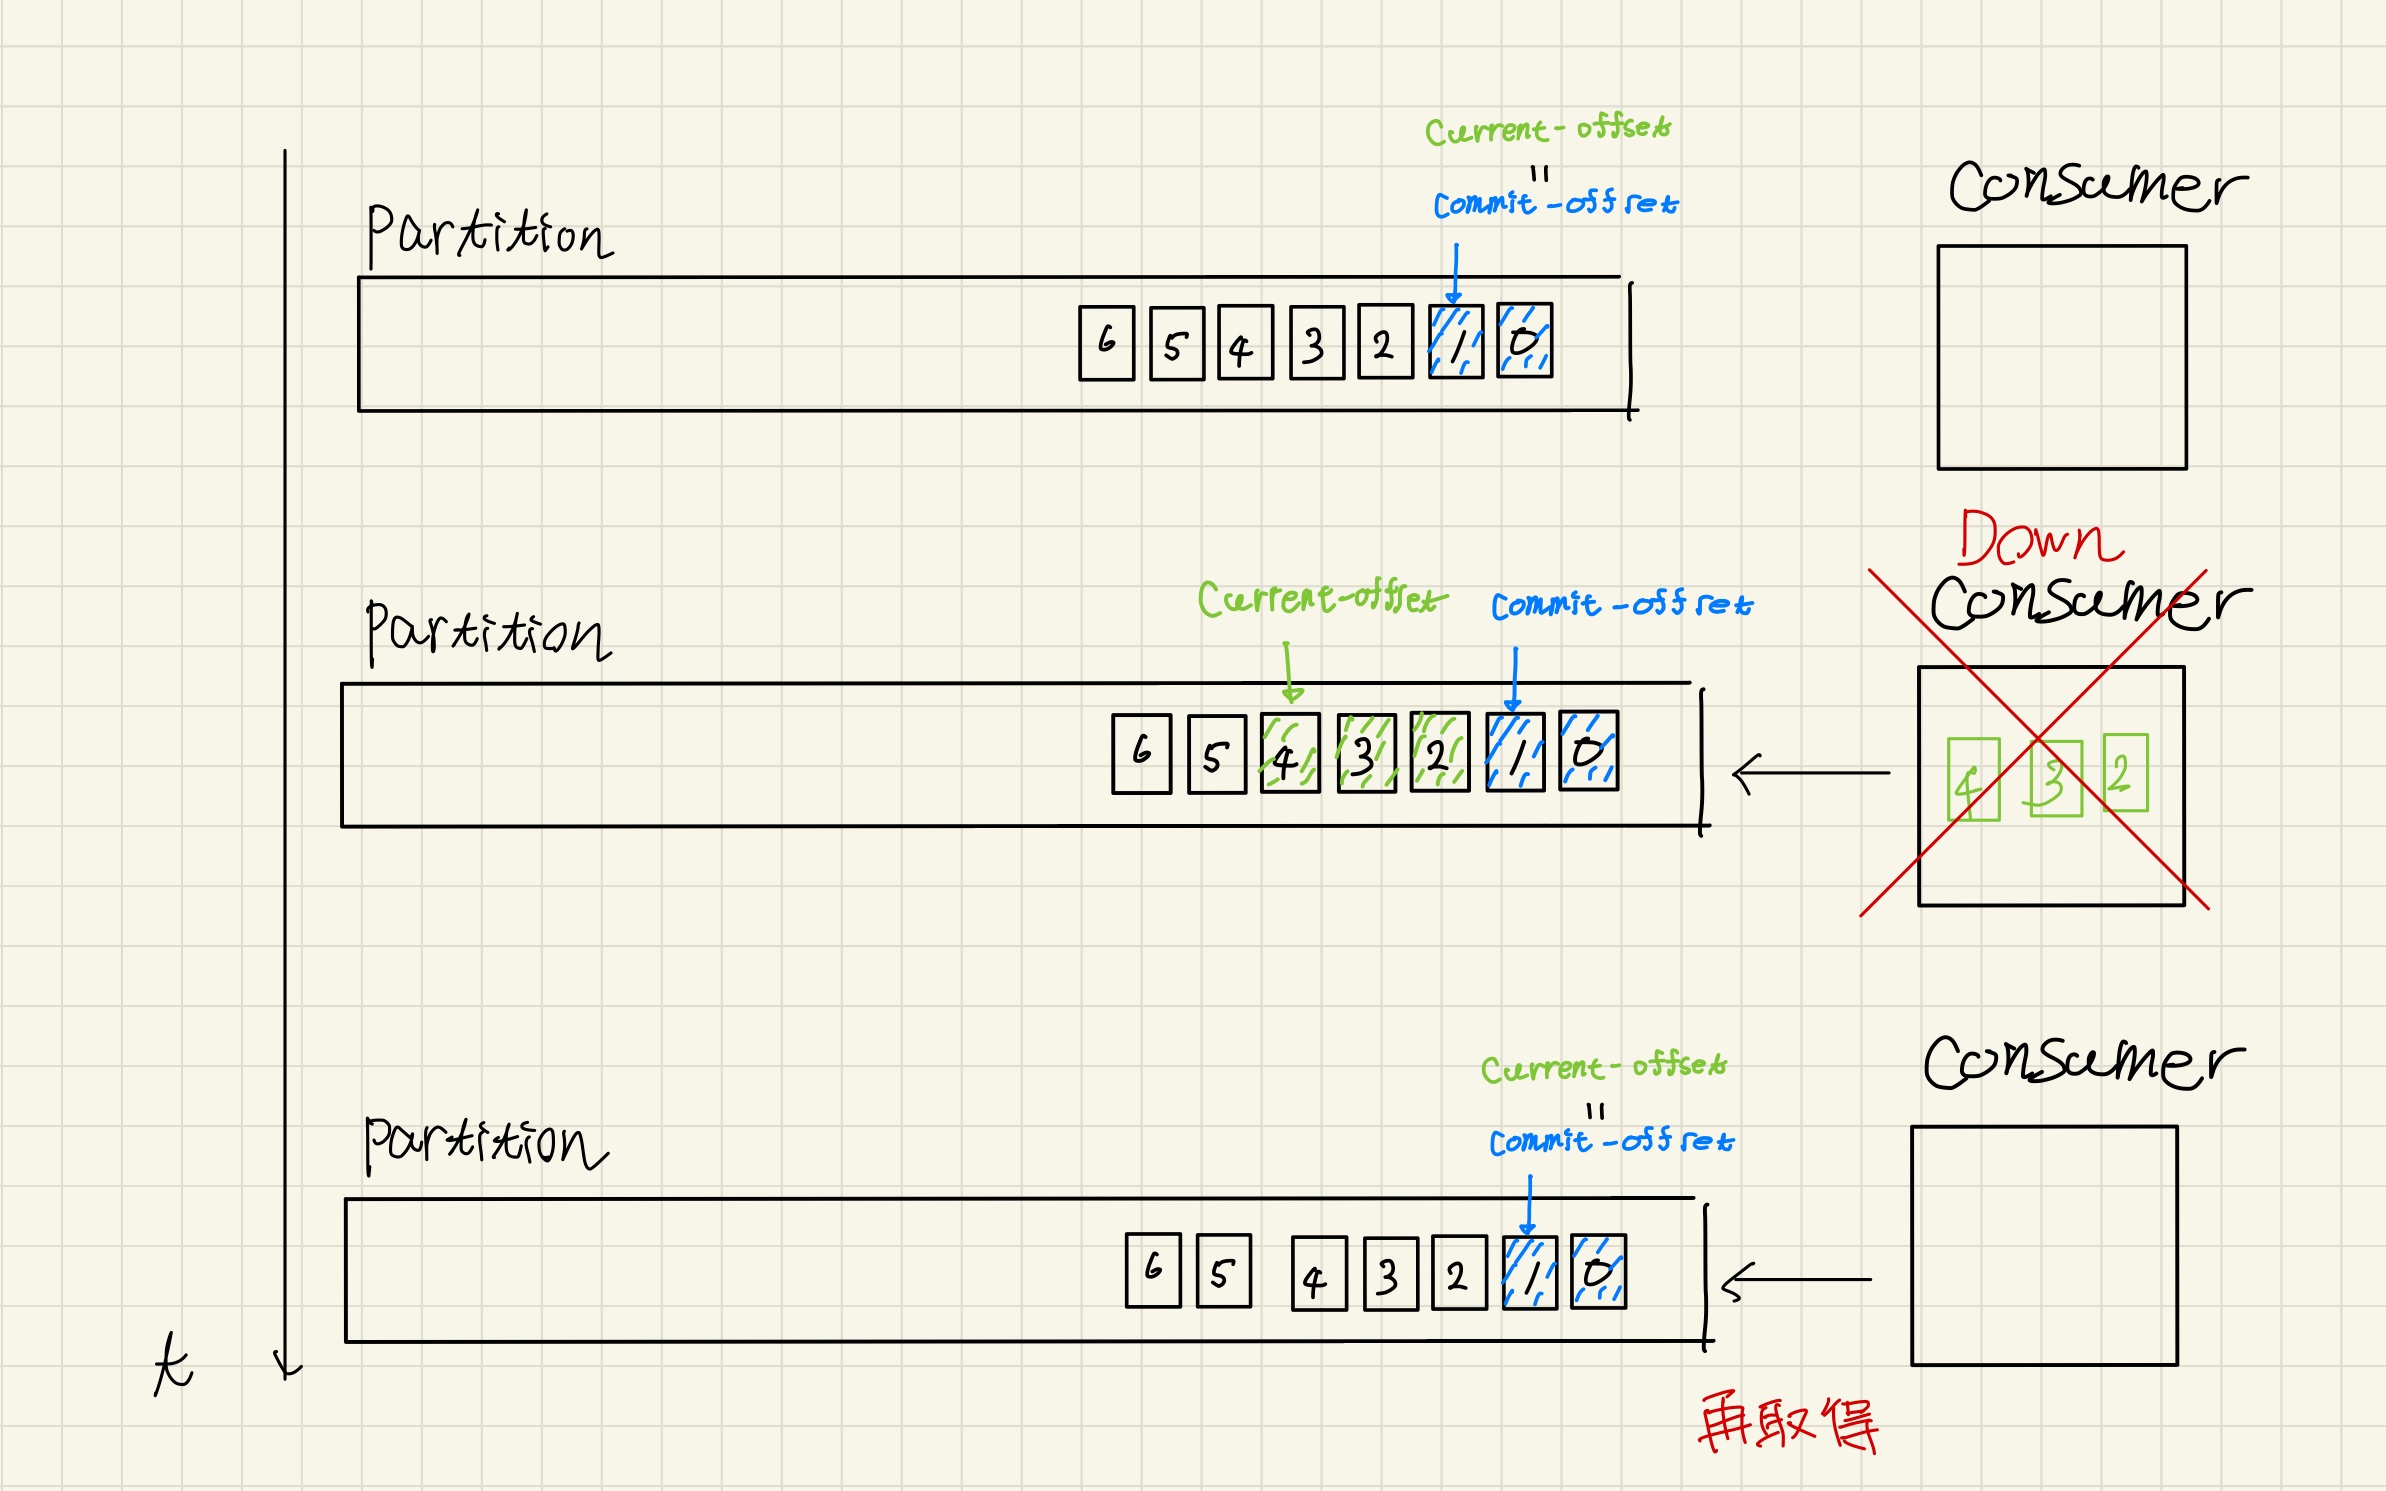 Current-offset
=
Commit-offset
Consumer
Partition
6 5 4 3 2 1 0
Down
Consumer
Current-offset Commit-offset
Partition
6 5 4 3 2 1 0
4 3 2
Consumer
Current-offset
=
Commit-offset
Partition
6 5 4 3 2 1 0
t
再取得